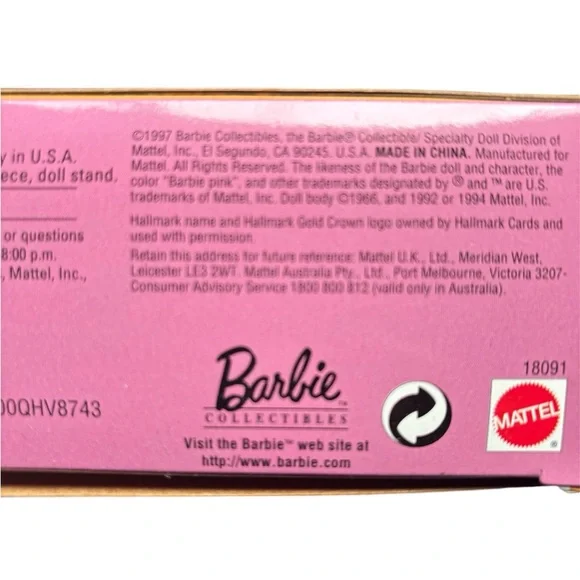 y in U.S.A.
ece, doll stand.
or questions
8:00 p.m.
, Mattel, Inc.,
00QHV8743
©1997 Barbie Collectibles, the Barbie® Collectible/ Specialty Doll Division of
Mattel, Inc., El Segundo, CA 90245. U.S.A. MADE IN CHINA. Manufactured for
Mattel. All Rights Reserved. The likeness of the Barbie doll and character, the
color "Barbie pink", and other trademarks designated by ® and ™ are U.S.
trademarks of Mattel, Inc. Doll body ©1966, and 1992 or 1994 Mattel, Inc.
Hallmark name and Hallmark Gold Crown logo owned by Hallmark Cards and
used with permission
Retain this address for future reference: Mattel U.K., Ltd., Meridian West,
Leicester LE3 2WT. Mattel Australia Pty., Ltd., Port Melbourne, Victoria 3207-
Consumer Advisory Service 1800 800 812 (valid only in Australia).
Barbie™
COLLECTIBLES
Visit the Barbie™ web site at
http://www.barbie.com
18091
MATTEL®